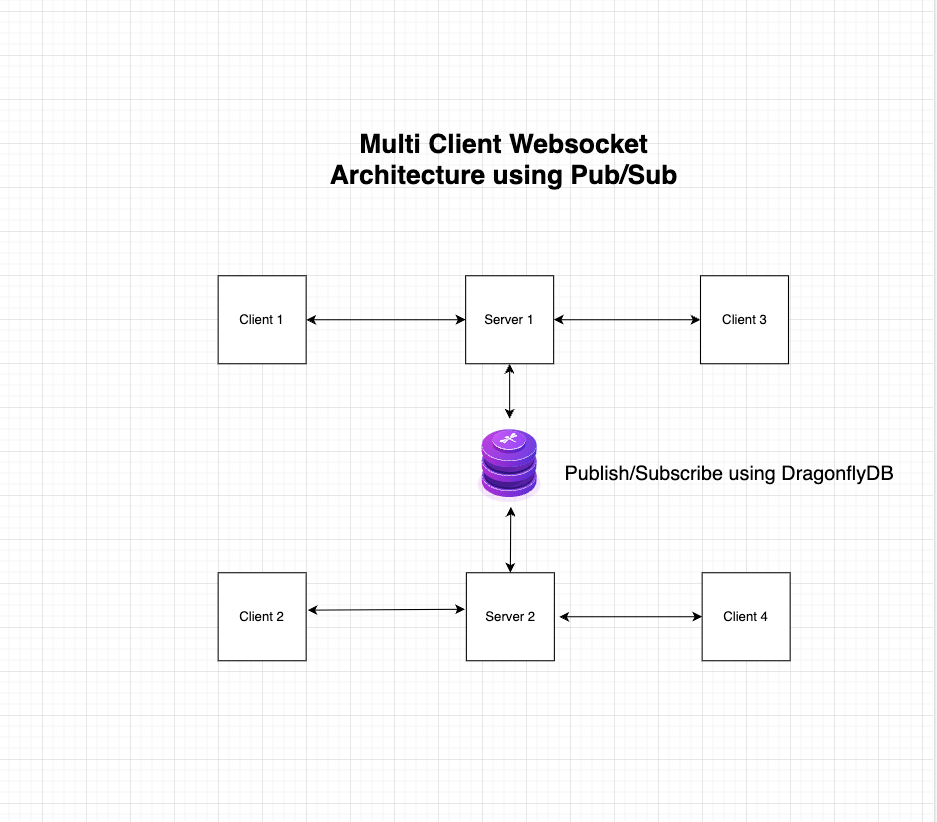 Multi Client Websocket
Architecture using Pub/Sub
Client 1
Server 1
Client 3
Publish/Subscribe using DragonflyDB
Client 2
Server 2
Client 4